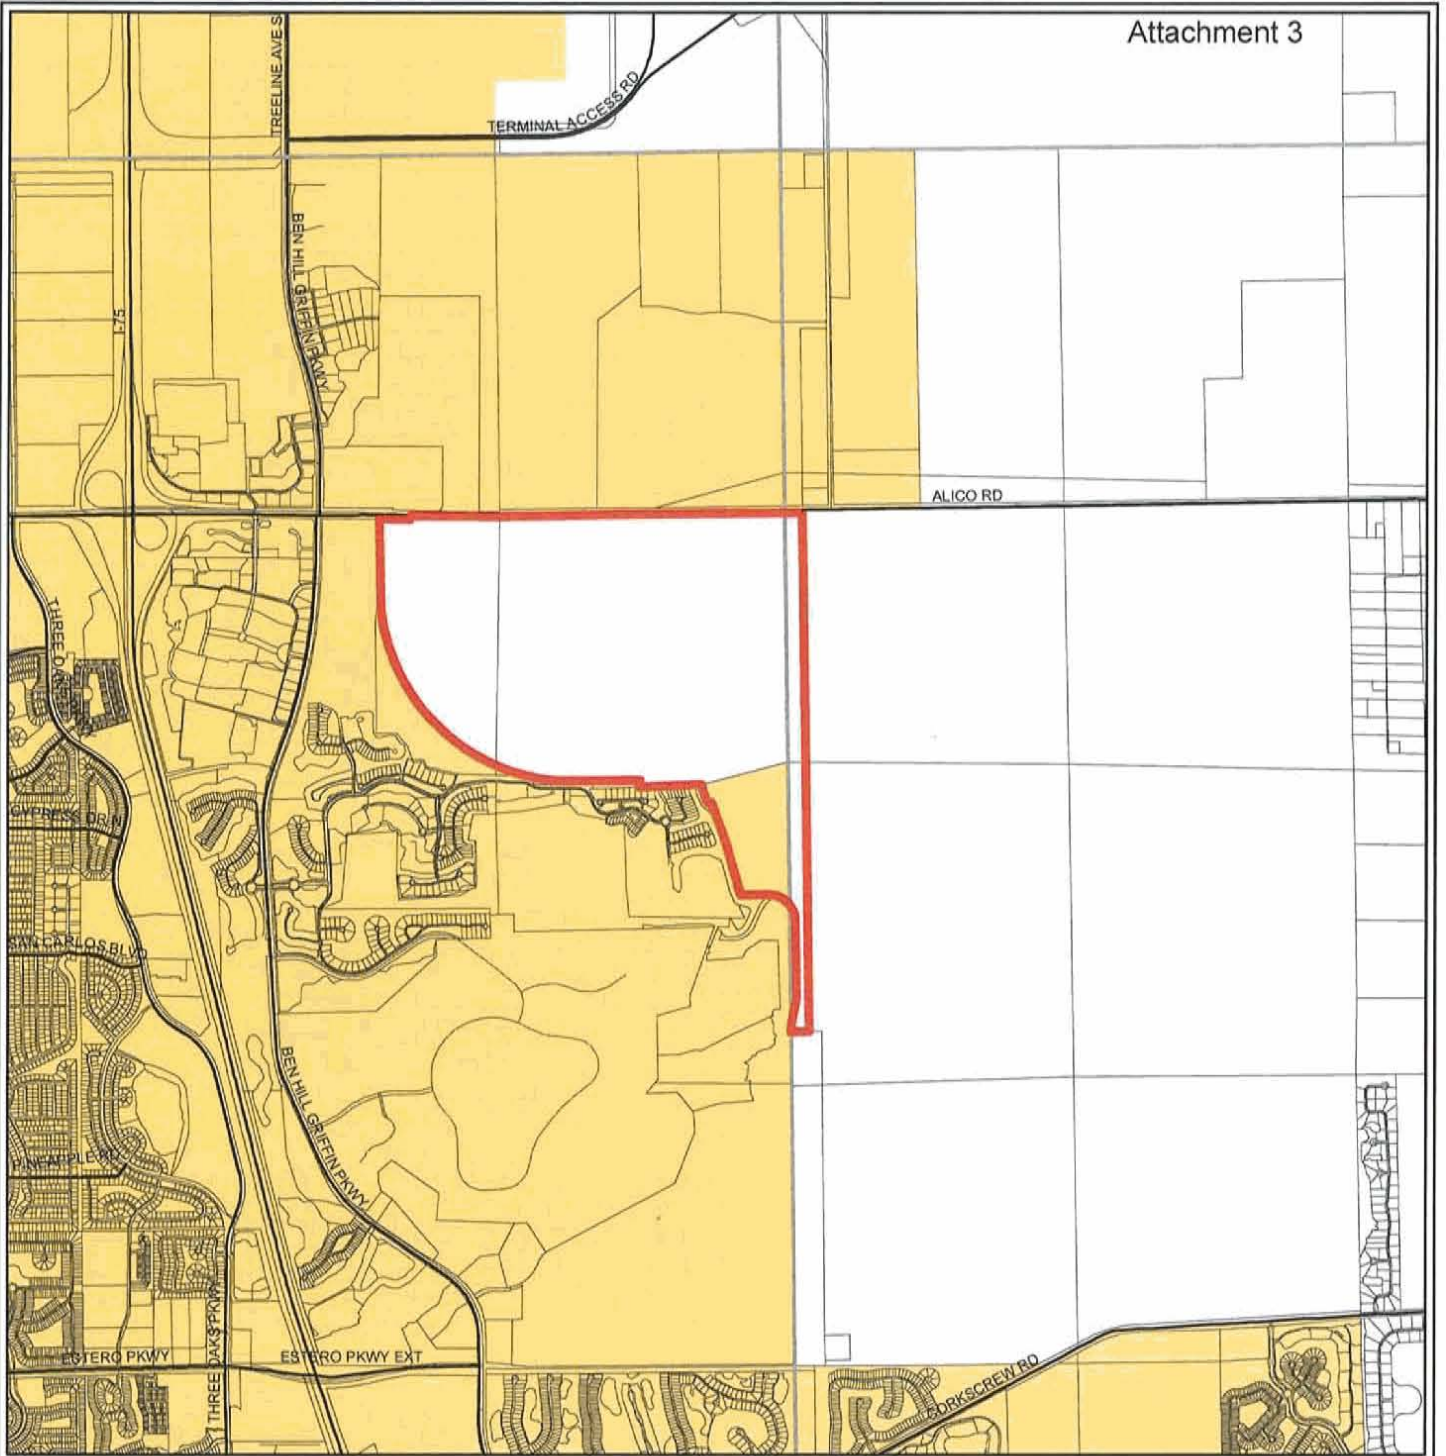 Attachment 3
TREELINE AVE S
TERMINAL ACCESS RD
BEN HILL GRIFFIN PKWY
I-75
ALICO RD
THREE OAKS
CYPRESS DR N
SAN CARLOS BLVD
BEN HILL GRIFFIN PKWY
PINEAPPLE RD
THREE OAKS PKWY
ESTERO PKWY
ESTERO PKWY EXT
CORKSCREW RD